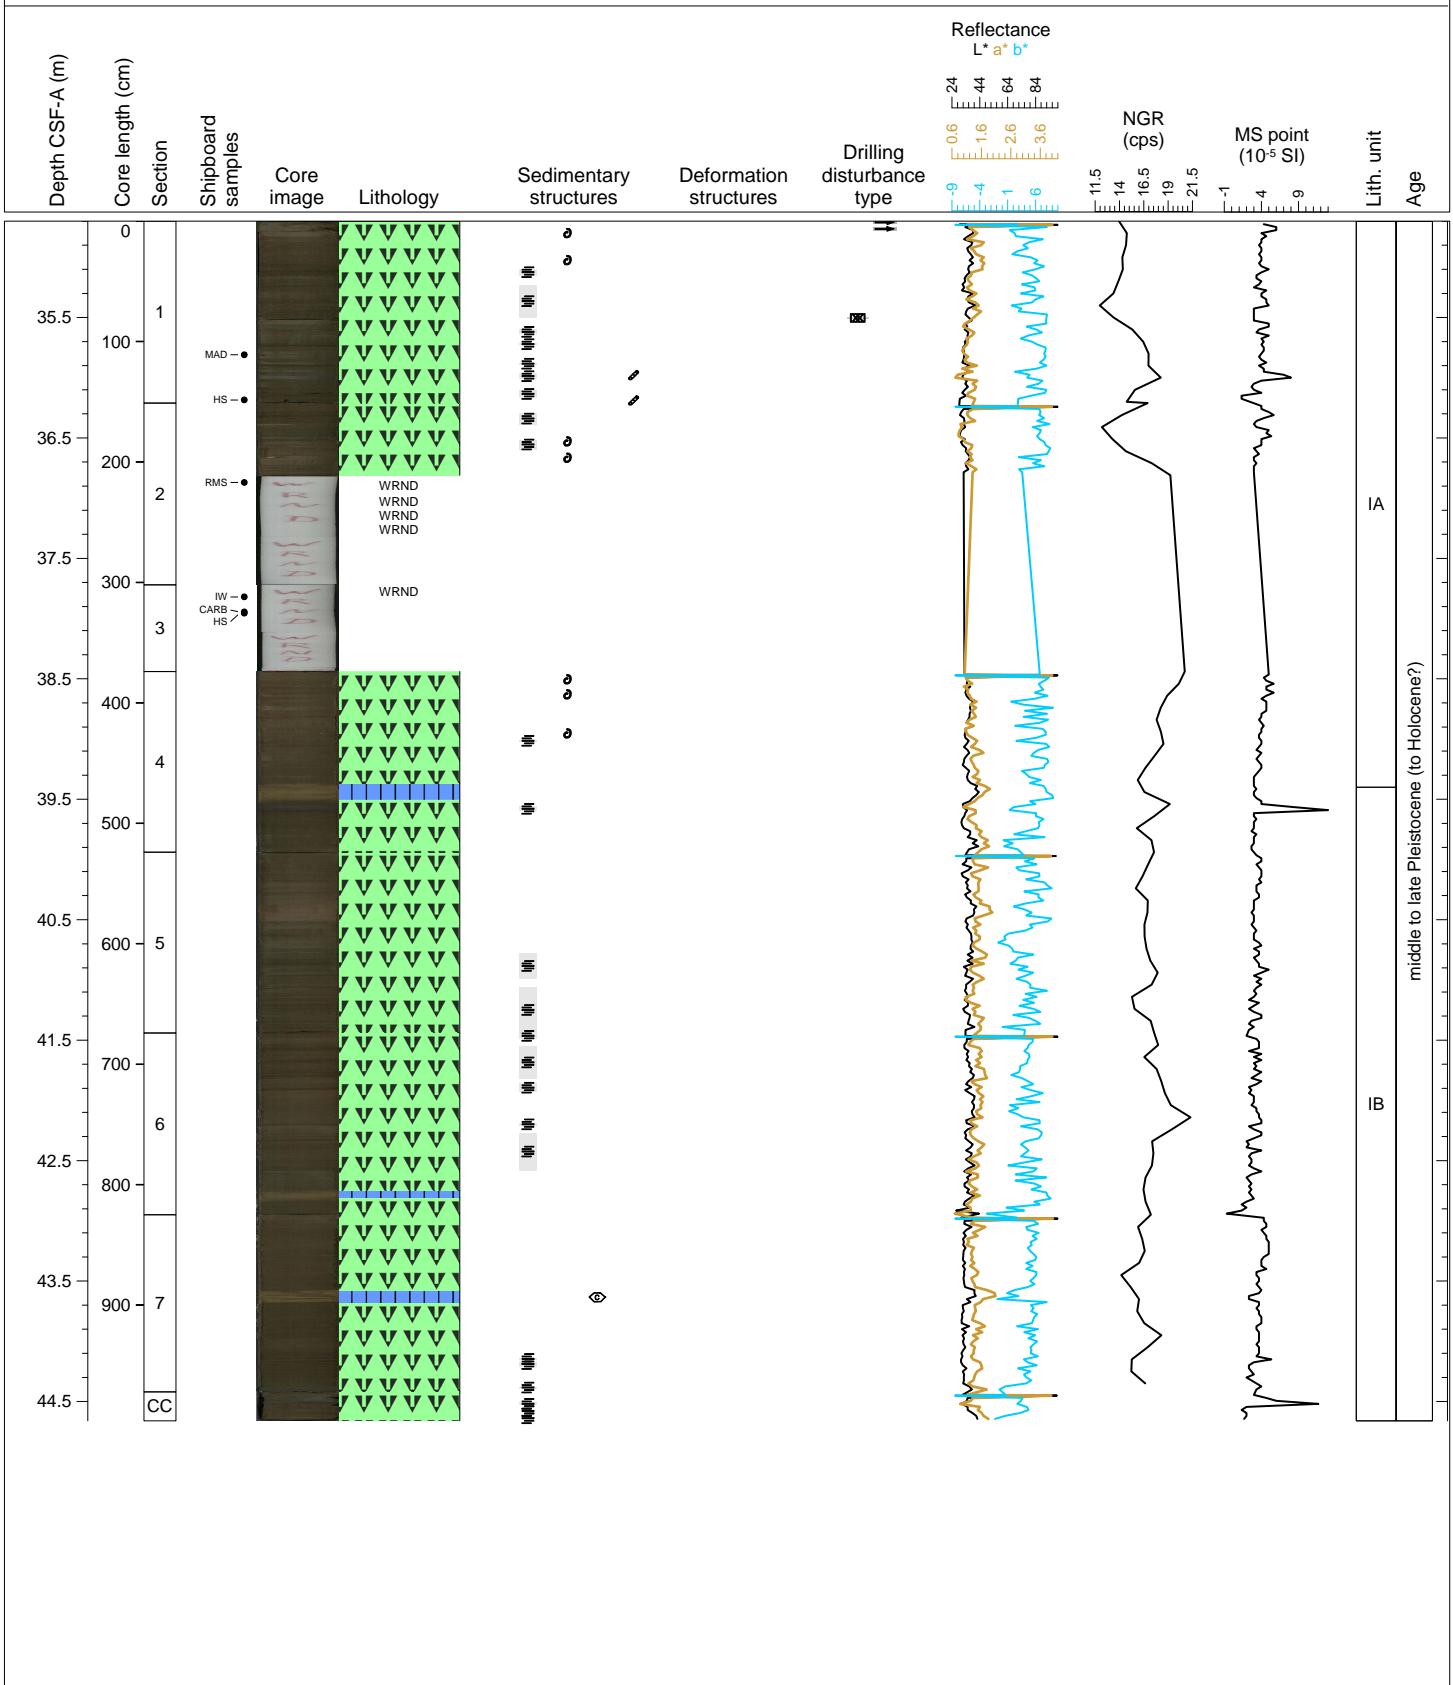 Depth CSF-A (m)
Core length (cm)
Section
Shipboard
samples
Core
image
Lithology
Sedimentary
structures
Deformation
structures
Drilling
disturbance
type
Reflectance
L* a* b*
24 44 64 84
0.6 1.6 2.6 3.6
-9 -4 1 6
NGR
(cps)
11.5 14 16.5 19 21.5
MS point
(10-5 SI)
-1 4 9
Lith. unit
Age
0
1
35.5
100
MAD
HS
36.5
200
RMS
2
WRND
WRND
WRND
WRND
IA
37.5
300
IW
CARB
HS
WRND
3
38.5
400
4
39.5
500
40.5
600
5
middle to late Pleistocene (to Holocene?)
41.5
700
6
IB
42.5
800
43.5
900
7
c
44.5
CC